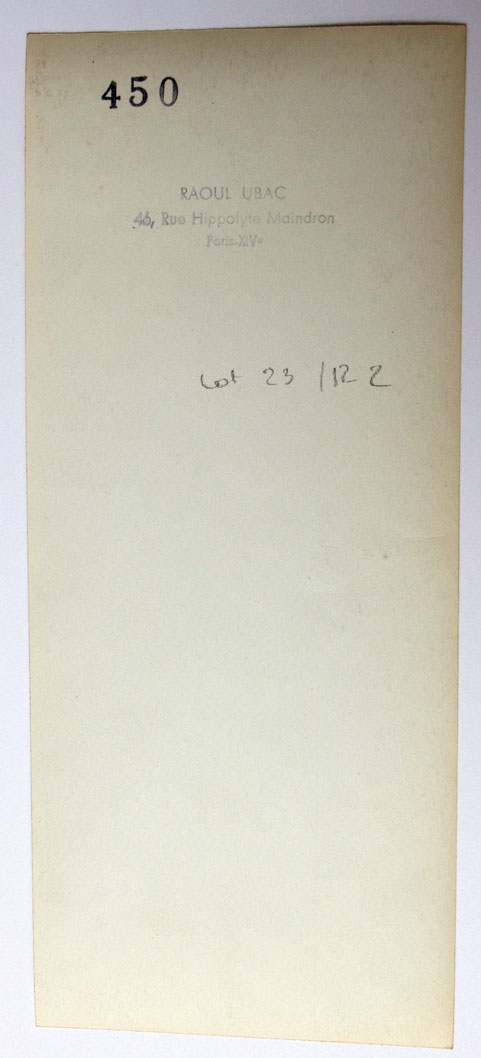 450
RAOUL UBAC
46, Rue Hippolyte Maindron
Paris-XIVe
Lot 23 /12 2